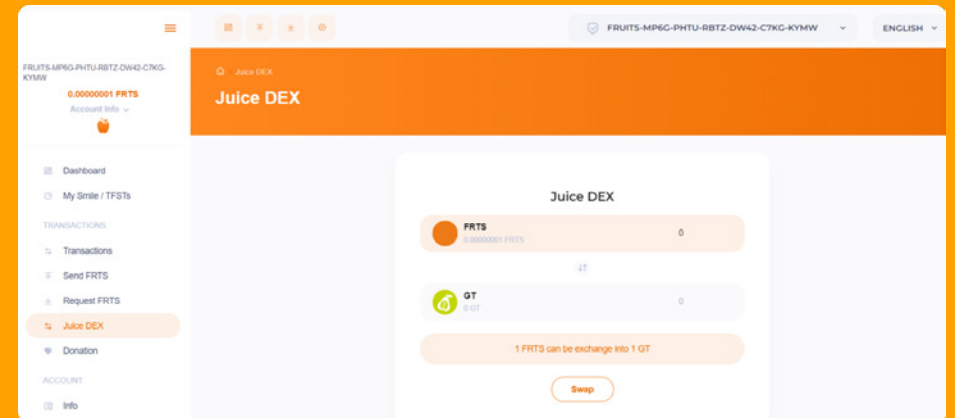 FRUITS-MP6G-PHTU-RBTZ-DW42-C7KG-KYMW
ENGLISH
FRUITS-MP6G-PHTU-RBTZ-DW42-C7KG-
KYMW
0.00000001 FRTS
Account Info
Dashboard
My Smile / TFSTs
TRANSACTIONS
Transactions
Send FRTS
Request FRTS
Juice DEX
Donation
ACCOUNT
Info
Juice DEX
Juice DEX
Juice DEX
FRTS
0.00000001 FRTS
0
GT
0 GT
0
1 FRTS can be exchange into 1 GT
Swap